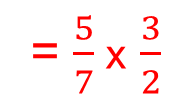 = 5/7 x 3/2